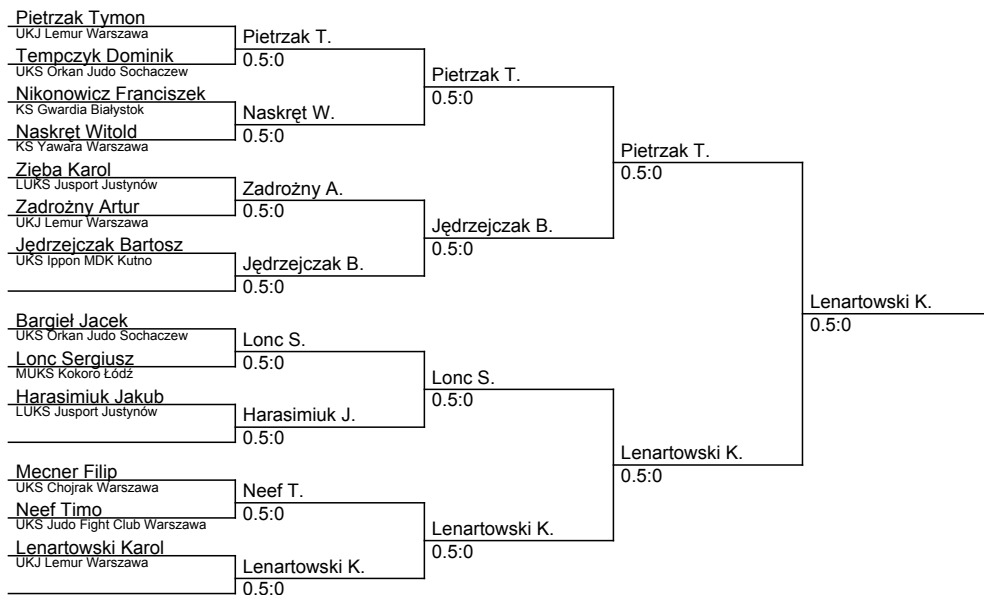 Pietrzak Tymon
UKJ Lemur Warszawa
Tempczyk Dominik
UKS Orkan Judo Sochaczew
Nikonowicz Franciszek
KS Gwardia Białystok
Naskręt Witold
KS Yawara Warszawa
Zięba Karol
LUKS Jusport Justynów
Zadrożny Artur
UKJ Lemur Warszawa
Jędrzejczak Bartosz
UKS Ippon MDK Kutno
Bargieł Jacek
UKS Orkan Judo Sochaczew
Lonc Sergiusz
MUKS Kokoro Łódź
Harasimiuk Jakub
LUKS Jusport Justynów
Mecner Filip
UKS Chojrak Warszawa
Neef Timo
UKS Judo Fight Club Warszawa
Lenartowski Karol
UKJ Lemur Warszawa
Pietrzak T.
0.5:0
Naskręt W.
0.5:0
Zadrożny A.
0.5:0
Jędrzejczak B.
0.5:0
Lonc S.
0.5:0
Harasimiuk J.
0.5:0
Neef T.
0.5:0
Lenartowski K.
0.5:0
Pietrzak T.
0.5:0
Jędrzejczak B.
0.5:0
Lonc S.
0.5:0
Lenartowski K.
0.5:0
Pietrzak T.
0.5:0
Lenartowski K.
0.5:0
Lenartowski K.
0.5:0